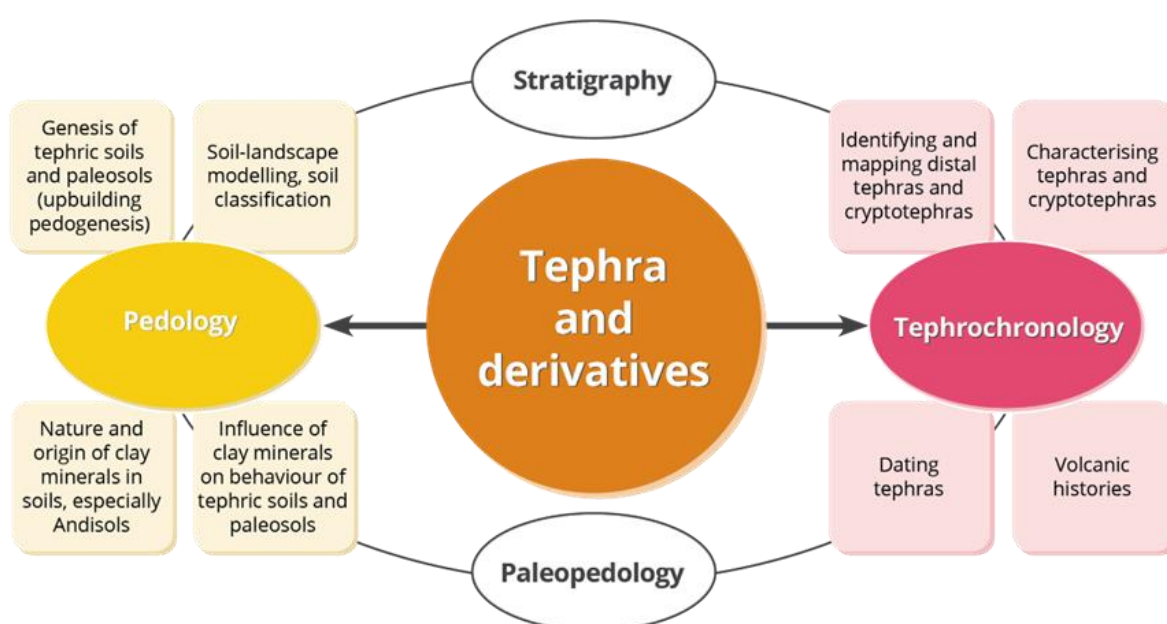 Stratigraphy
Genesis of
tephric soils
and paleosols
(upbuilding
pedogenesis)
Soil-landscape
modelling, soil
classification
Identifying and
mapping distal
tephras and
cryptotephras
Characterising
tephras and
cryptotephras
Pedology
Tephra
and
derivatives
Tephrochronology
Nature and
origin of clay
minerals in
soils, especially
Andisols
Influence of
clay minerals
on behaviour of
tephric soils and
paleosols
Dating
tephras
Volcanic
histories
Paleopedology